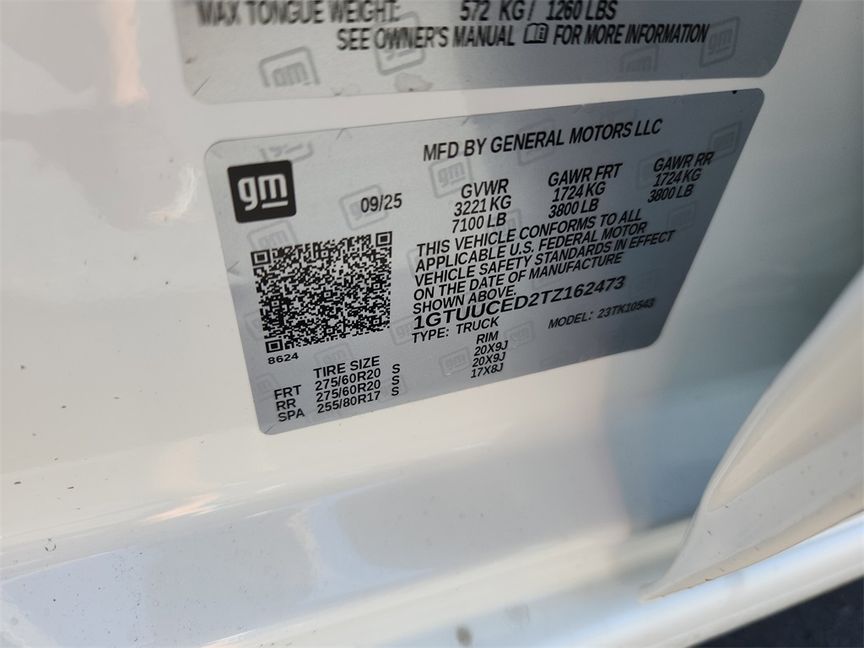 MAX TONGUE WEIGHT: 572 KG / 1260 LBS
SEE OWNER'S MANUAL FOR MORE INFORMATION
gm
MFD BY GENERAL MOTORS LLC
09/25
GVWR GAWR FRT GAWR RR
3221 KG 1724 KG 1724 KG
7100 LB 3800 LB 3800 LB
THIS VEHICLE CONFORMS TO ALL
APPLICABLE U.S. FEDERAL MOTOR
VEHICLE SAFETY STANDARDS IN EFFECT
ON THE DATE OF MANUFACTURE
SHOWN ABOVE.
1GTUUCED2TZ162473
TYPE: TRUCK MODEL: 23TK10543
8624
TIRE SIZE RIM
FRT 275/60R20 S 20X9J
RR 275/60R20 S 20X9J
SPA 255/80R17 S 17X8J